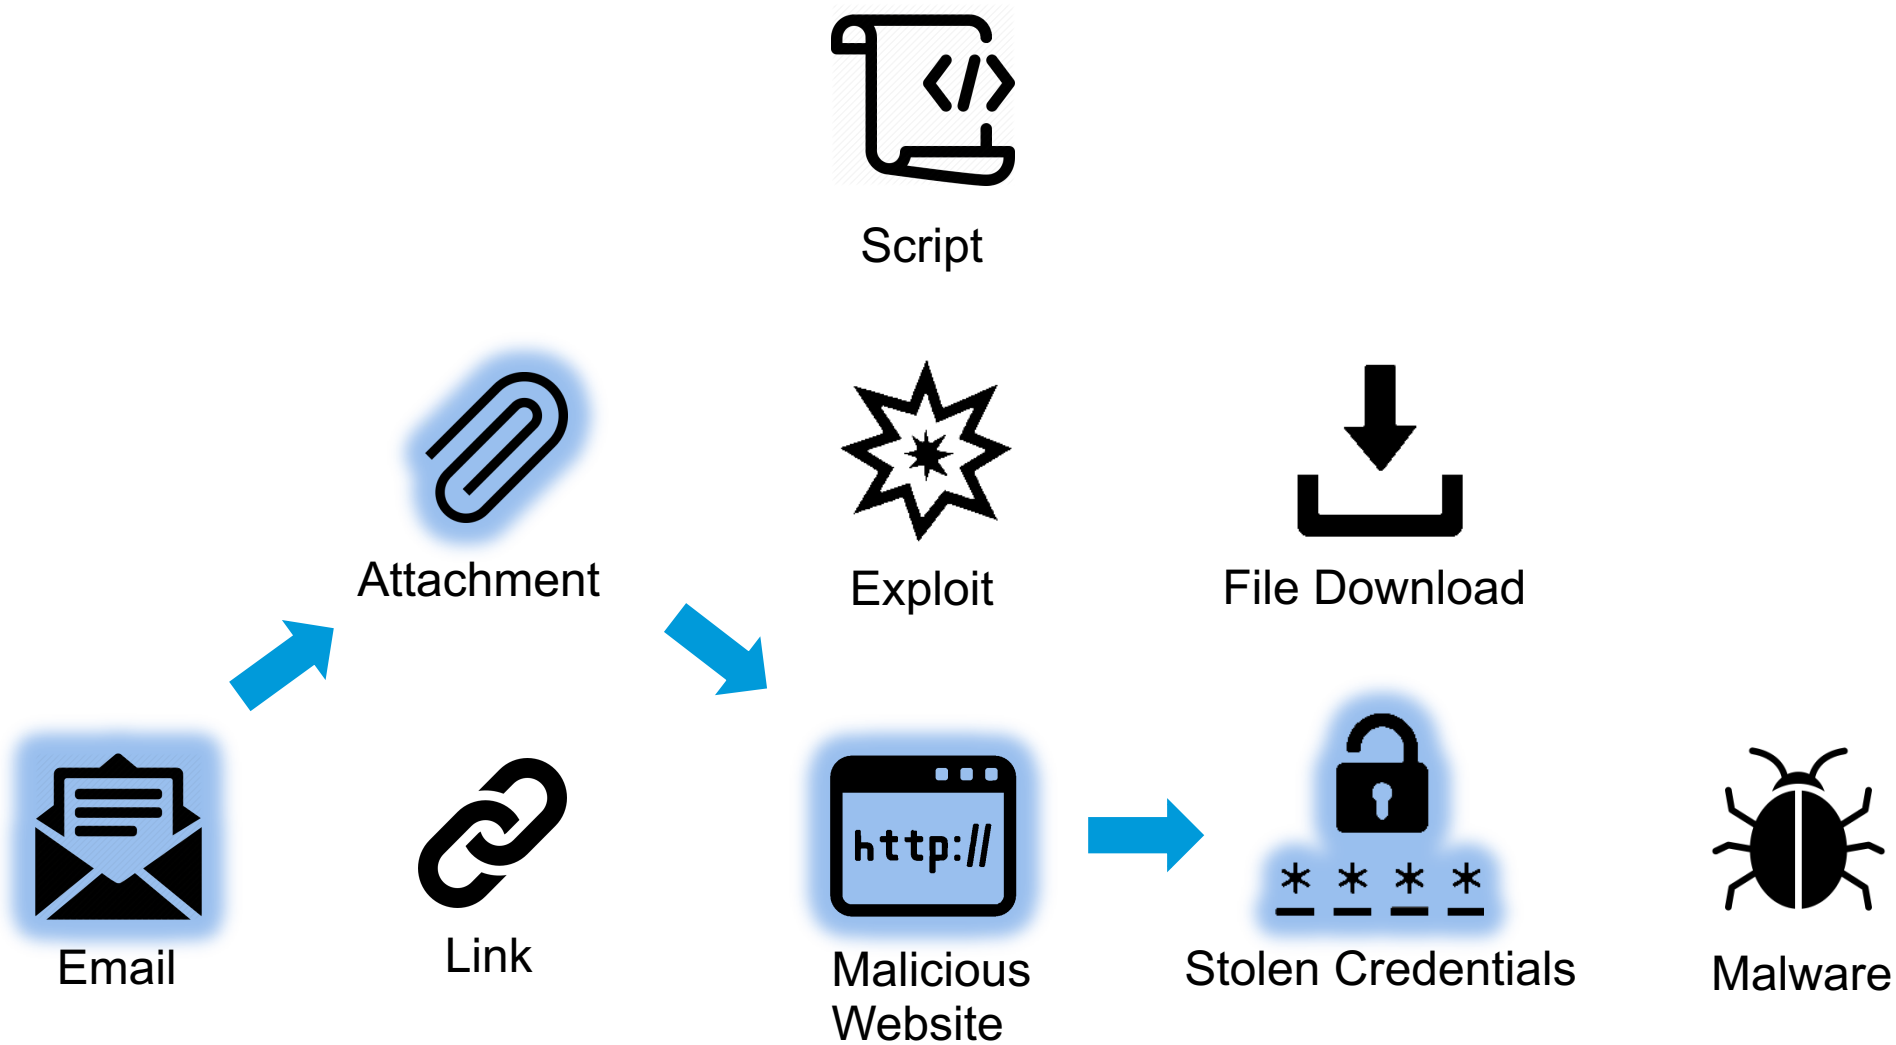 </>
Script
Attachment
Exploit
File Download
http://
* * * *
Email
Link
Malicious
Website
Stolen Credentials
Malware